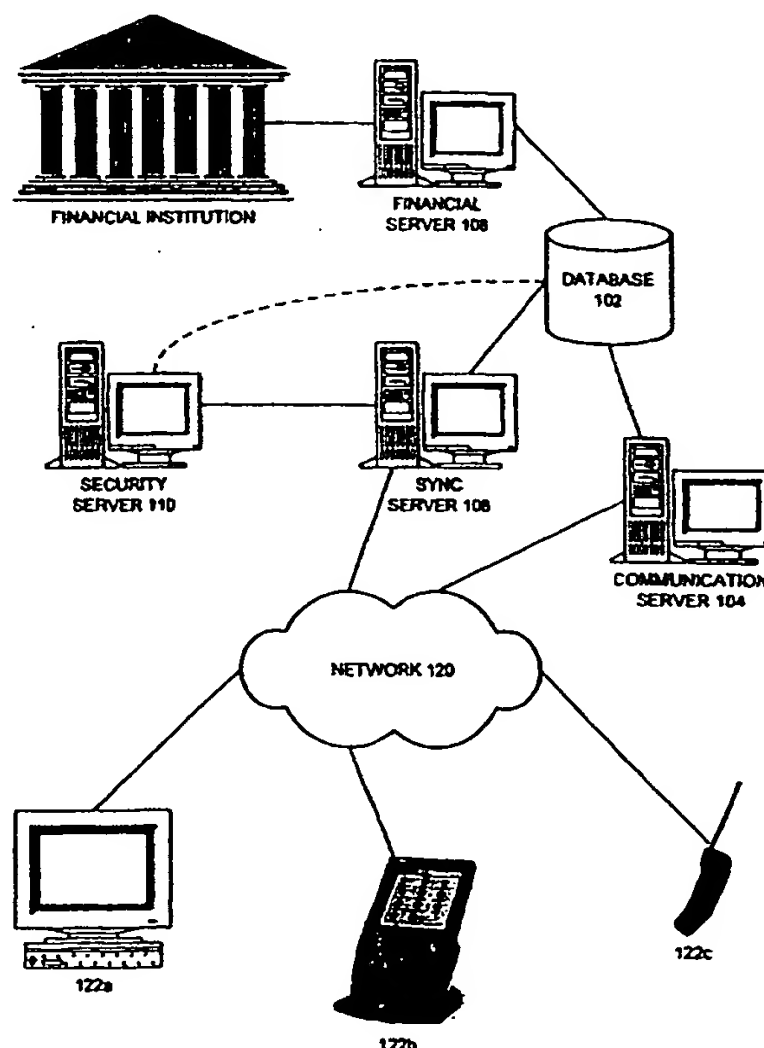 FINANCIAL INSTITUTION
FINANCIAL
SERVER 108
DATABASE
102
SECURITY
SERVER 110
SYNC
SERVER 106
COMMUNICATION
SERVER 104
NETWORK 120
122a
122b
122c